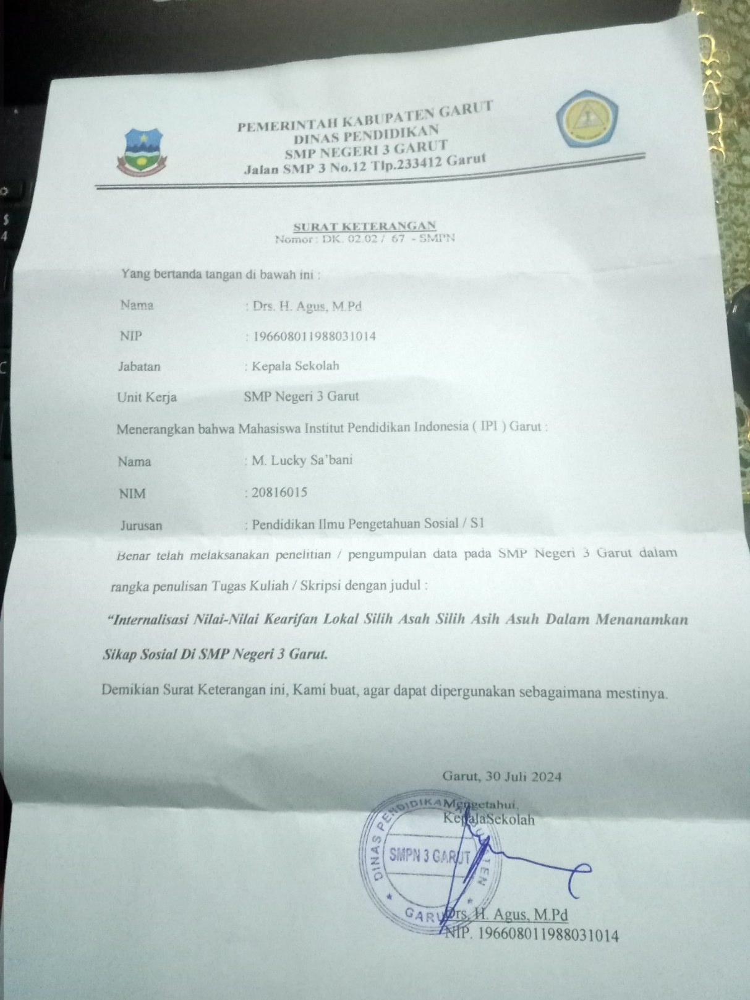 PEMERINTAH KABUPATEN GARUT
DINAS PENDIDIKAN
SMP NEGERI 3 GARUT
Jalan SMP 3 No.12 Tlp.233412 Garut
SURAT KETERANGAN
Nomor : DK. 02.02 / 67 - SMPN
Yang bertanda tangan di bawah ini :
Nama : Drs. H. Agus, M.Pd
NIP : 196608011988031014
Jabatan : Kepala Sekolah
Unit Kerja SMP Negeri 3 Garut
Menerangkan bahwa Mahasiswa Institut Pendidikan Indonesia ( IPI ) Garut :
Nama : M. Lucky Sa’bani
NIM : 20816015
Jurusan : Pendidikan Ilmu Pengetahuan Sosial / S1
Benar telah melaksanakan penelitian / pengumpulan data pada SMP Negeri 3 Garut dalam
rangka penulisan Tugas Kuliah / Skripsi dengan judul :
“Internalisasi Nilai-Nilai Kearifan Lokal Silih Asah Silih Asih Asuh Dalam Menanamkan
Sikap Sosial Di SMP Negeri 3 Garut.
Demikian Surat Keterangan ini, Kami buat, agar dapat dipergunakan sebagaimana mestinya.
Garut, 30 Juli 2024
Mengetahui,
KepalaSekolah
DINAS PENDIDIKAN KABUPATEN
SMPN 3 GARUT
GARUT
Drs. H. Agus, M.Pd
NIP. 196608011988031014
$
4
C